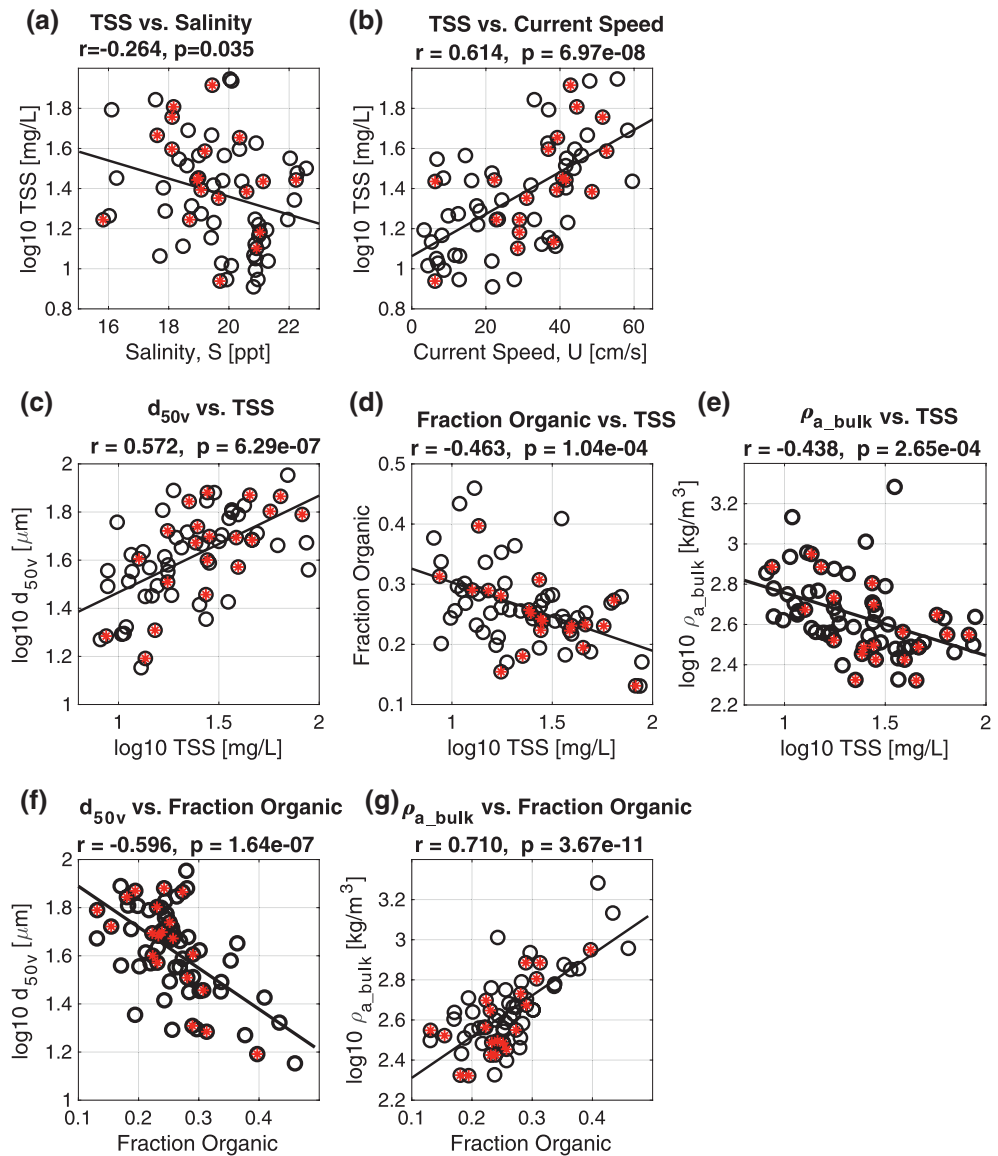 (a) TSS vs. Salinity
r=-0.264, p=0.035
log10 TSS [mg/L]
1.8
1.6
1.4
1.2
1
0.8
16 18 20 22
Salinity, S [ppt]
(b) TSS vs. Current Speed
r = 0.614, p = 6.97e-08
log10 TSS [mg/L]
1.8
1.6
1.4
1.2
1
0.8
0 20 40 60
Current Speed, U [cm/s]
(c) d50v vs. TSS
r = 0.572, p = 6.29e-07
log10 d50v [μm]
2
1.8
1.6
1.4
1.2
1
1 1.5 2
log10 TSS [mg/L]
(d) Fraction Organic vs. TSS
r = -0.463, p = 1.04e-04
Fraction Organic
0.5
0.4
0.3
0.2
0.1
1 1.5 2
log10 TSS [mg/L]
(e) ρa_bulk vs. TSS
r = -0.438, p = 2.65e-04
log10 ρa_bulk [kg/m³]
3.2
3
2.8
2.6
2.4
2.2
1 1.5 2
log10 TSS [mg/L]
(f) d50v vs. Fraction Organic
r = -0.596, p = 1.64e-07
log10 d50v [μm]
2
1.8
1.6
1.4
1.2
1
0.1 0.2 0.3 0.4
Fraction Organic
(g) ρa_bulk vs. Fraction Organic
r = 0.710, p = 3.67e-11
log10 ρa_bulk [kg/m³]
3.4
3.2
3
2.8
2.6
2.4
2.2
0.1 0.2 0.3 0.4
Fraction Organic